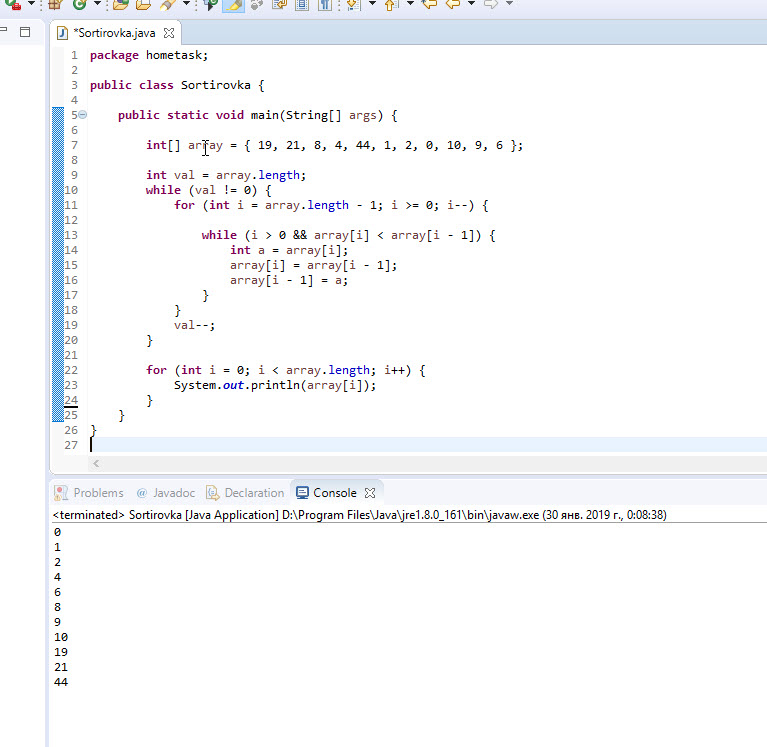 *Sortirovka.java
1 package hometask;
2
3 public class Sortirovka {
4
5 public static void main(String[] args) {
6
7 int[] array = { 19, 21, 8, 4, 44, 1, 2, 0, 10, 9, 6 };
8
9 int val = array.length;
10 while (val != 0) {
11 for (int i = array.length - 1; i >= 0; i--) {
12
13 while (i > 0 && array[i] < array[i - 1]) {
14 int a = array[i];
15 array[i] = array[i - 1];
16 array[i - 1] = a;
17 }
18 }
19 val--;
20 }
21
22 for (int i = 0; i < array.length; i++) {
23 System.out.println(array[i]);
24 }
25 }
26 }
27
Problems @ Javadoc Declaration Console
<terminated> Sortirovka [Java Application] D:\Program Files\Java\jre1.8.0_161\bin\javaw.exe (30 янв. 2019 г., 0:08:38)
0
1
2
4
6
8
9
10
19
21
44